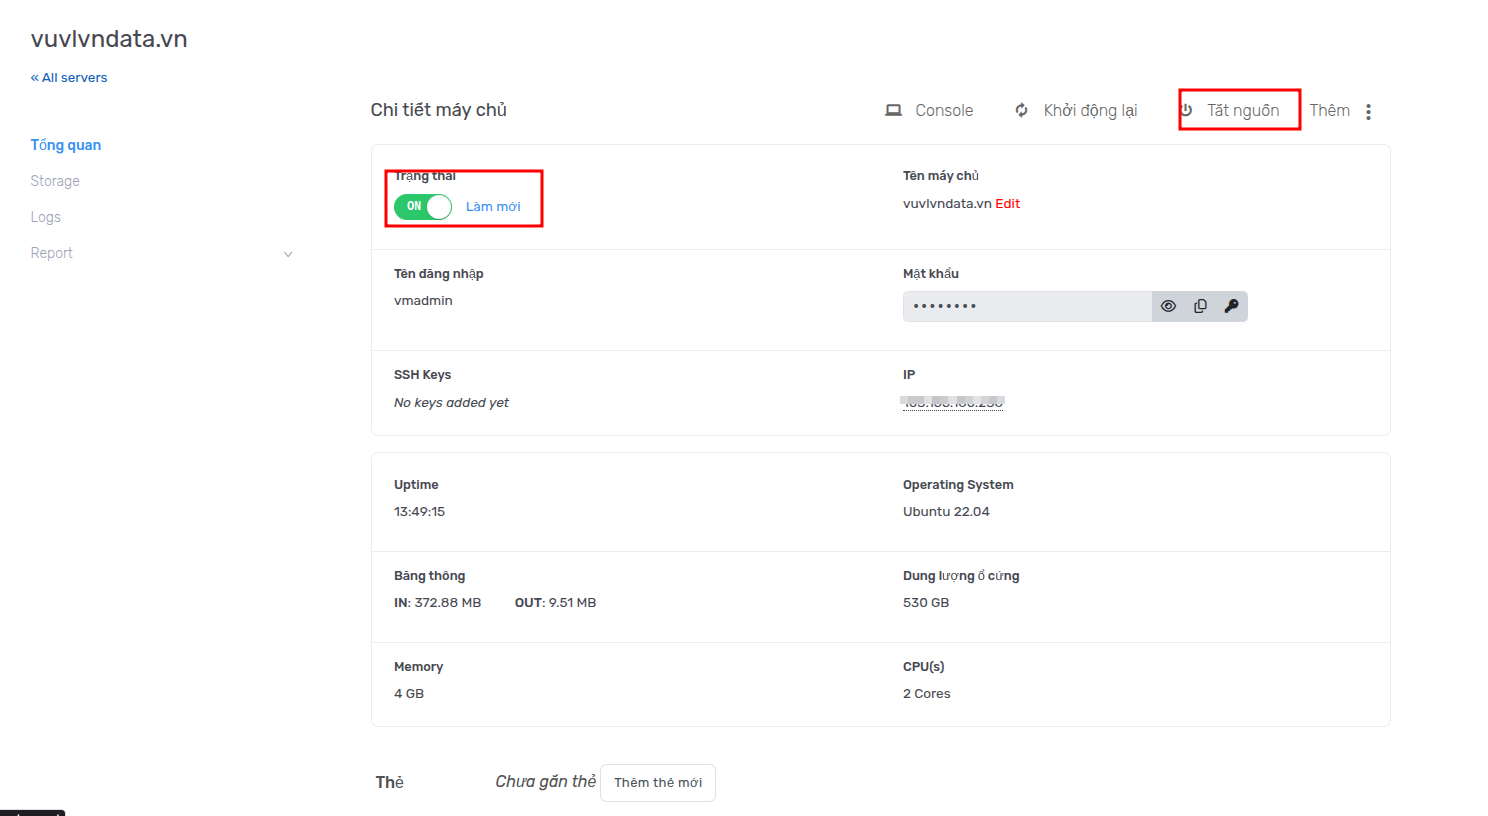 vuvlvndata.vn
« All servers
Chi tiết máy chủ
Console
Khởi động lại
Tắt nguồn
Thêm
Tổng quan
Storage
Logs
Report
Trạng thái
Tên máy chủ
ON
Làm mới
vuvlvndata.vn Edit
Tên đăng nhập
Mật khẩu
vmadmin
••••••••
SSH Keys
IP
No keys added yet
Uptime
Operating System
13:49:15
Ubuntu 22.04
Băng thông
Dung lượng ổ cứng
IN: 372.88 MB OUT: 9.51 MB
530 GB
Memory
CPU(s)
4 GB
2 Cores
Thẻ
Chưa gắn thẻ
Thêm thẻ mới